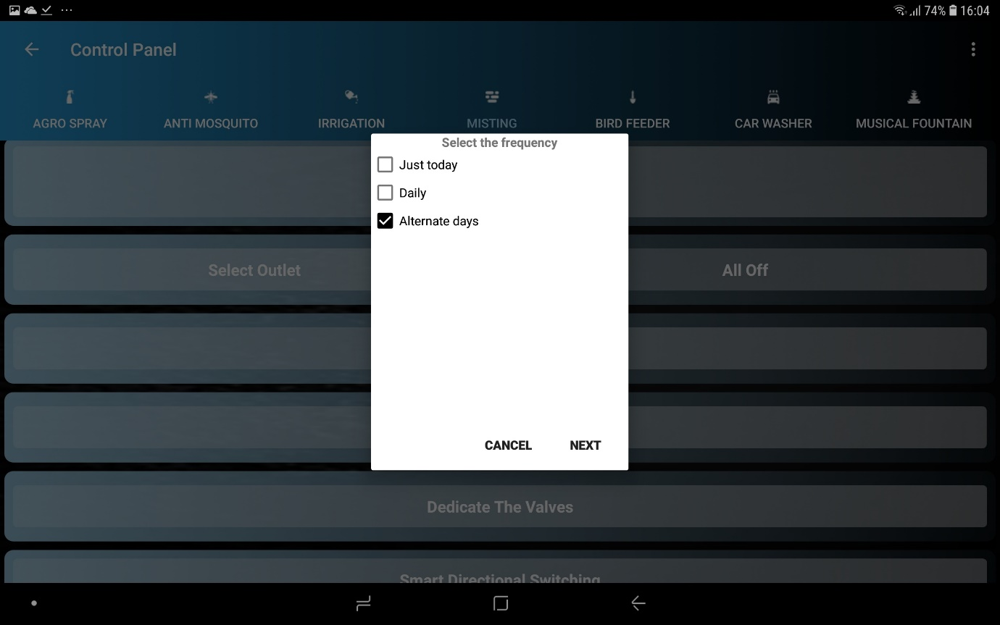 74% 16:04
Control Panel
AGRO SPRAY ANTI MOSQUITO IRRIGATION MISTING BIRD FEEDER CAR WASHER MUSICAL FOUNTAIN
Select the frequency
Just today
Daily
Alternate days
Select Outlet All Off
CANCEL NEXT
Dedicate The Valves
Smart Directional Switching